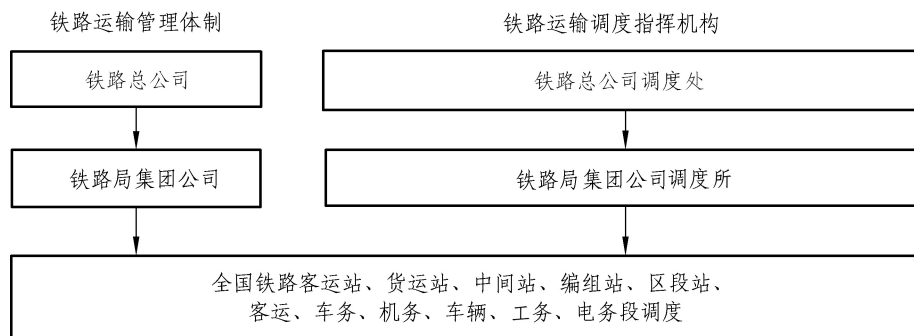 铁路运输管理体制
铁路运输调度指挥机构
铁路总公司
铁路总公司调度处
铁路局集团公司
铁路局集团公司调度所
全国铁路客运站、货运站、中间站、编组站、区段站、
客运、车务、机务、车辆、工务、电务段调度